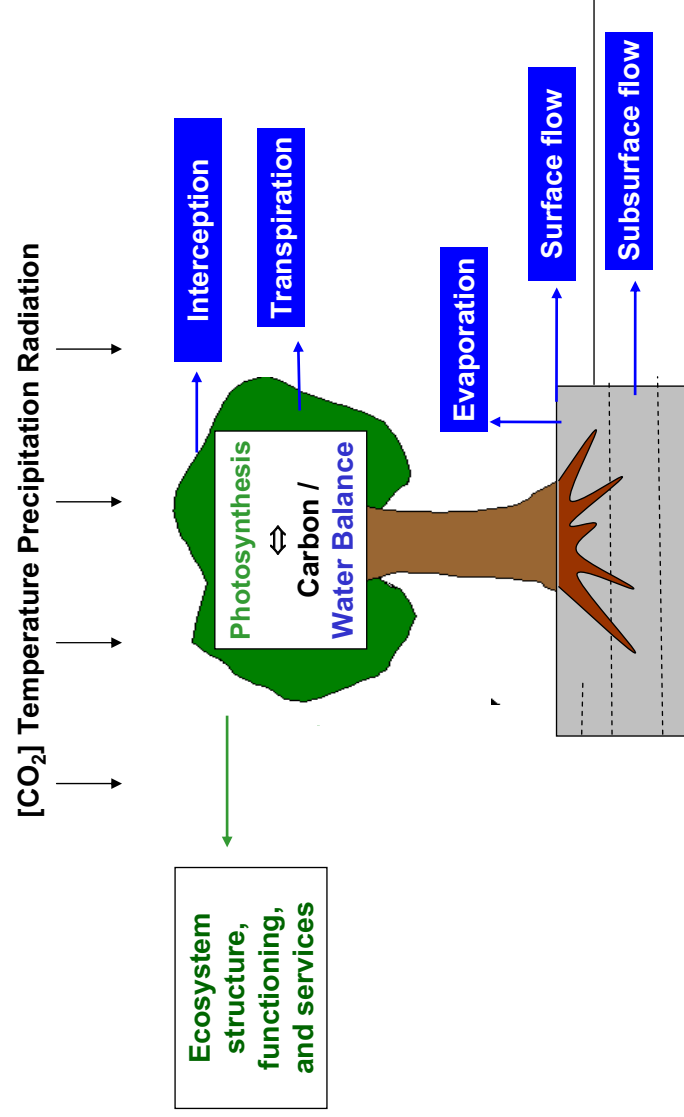 [CO₂] Temperature Precipitation Radiation
Ecosystem
structure,
functioning,
and services
Photosynthesis
⇔
Carbon /
Water Balance
Interception
Transpiration
Evaporation
Surface flow
Subsurface flow